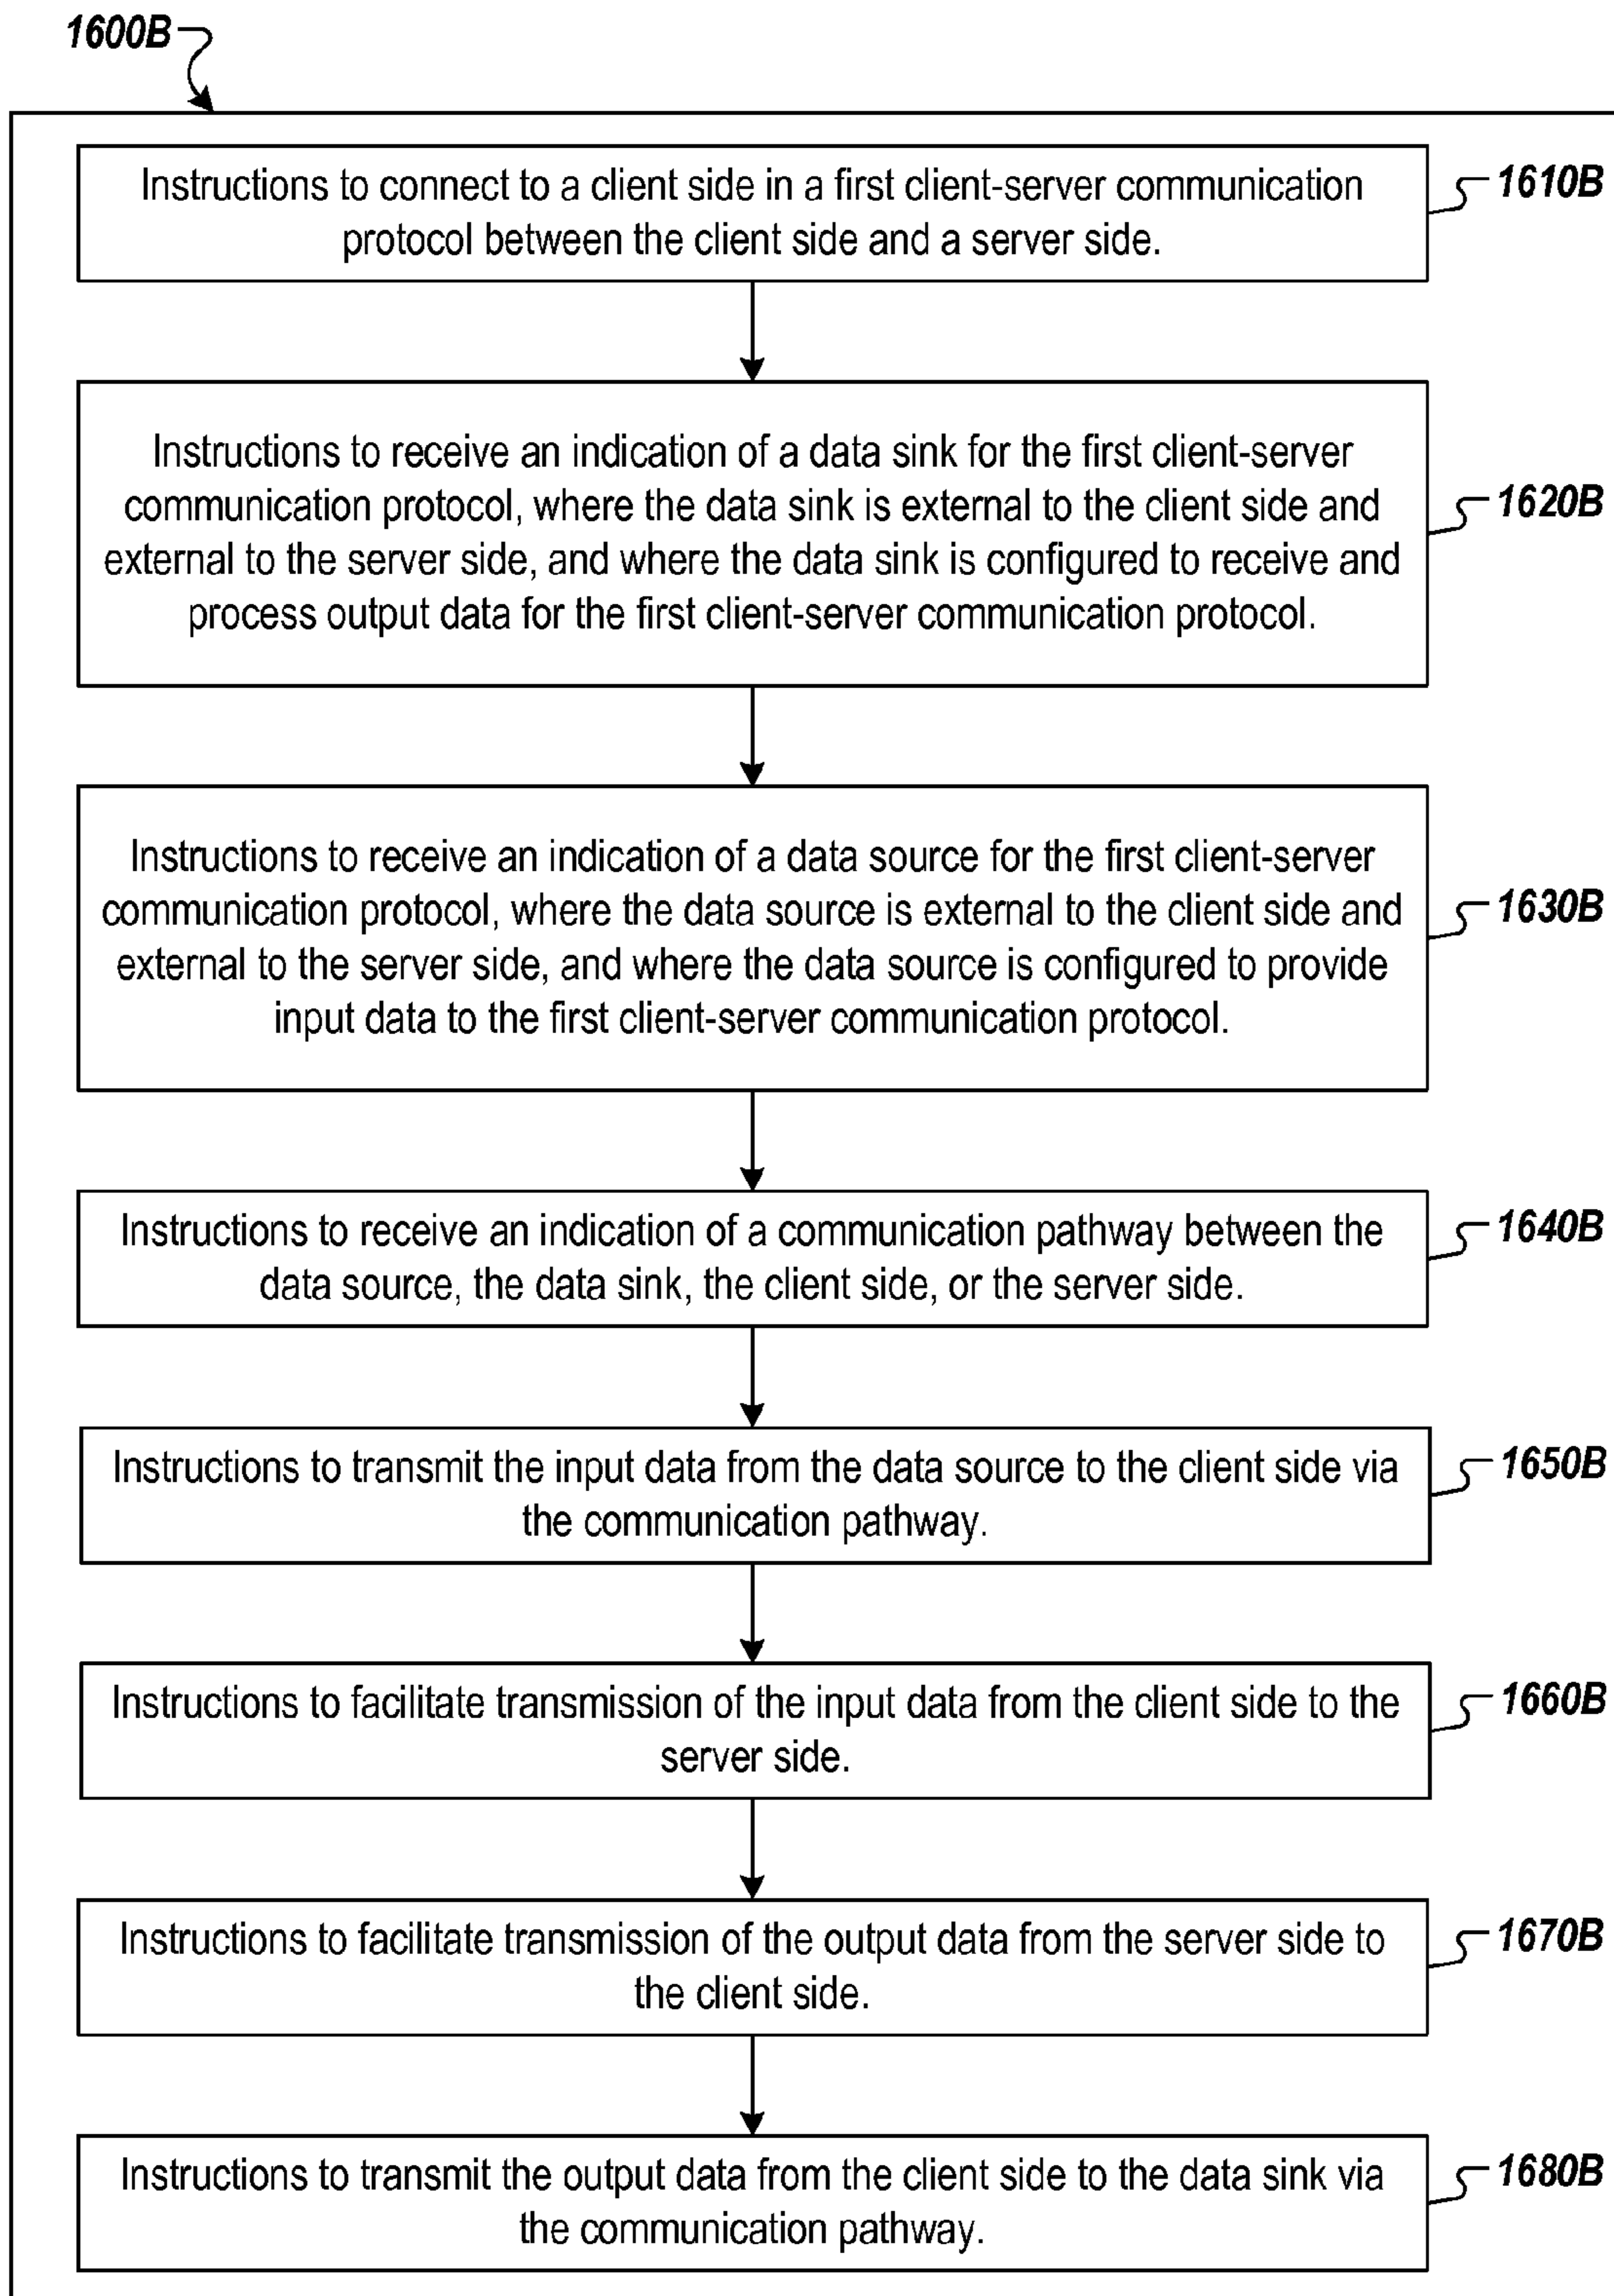 1600B
Instructions to connect to a client side in a first client-server communication
protocol between the client side and a server side.
1610B
Instructions to receive an indication of a data sink for the first client-server
communication protocol, where the data sink is external to the client side and
external to the server side, and where the data sink is configured to receive and
process output data for the first client-server communication protocol.
1620B
Instructions to receive an indication of a data source for the first client-server
communication protocol, where the data source is external to the client side and
external to the server side, and where the data source is configured to provide
input data to the first client-server communication protocol.
1630B
Instructions to receive an indication of a communication pathway between the
data source, the data sink, the client side, or the server side.
1640B
Instructions to transmit the input data from the data source to the client side via
the communication pathway.
1650B
Instructions to facilitate transmission of the input data from the client side to the
server side.
1660B
Instructions to facilitate transmission of the output data from the server side to
the client side.
1670B
Instructions to transmit the output data from the client side to the data sink via
the communication pathway.
1680B